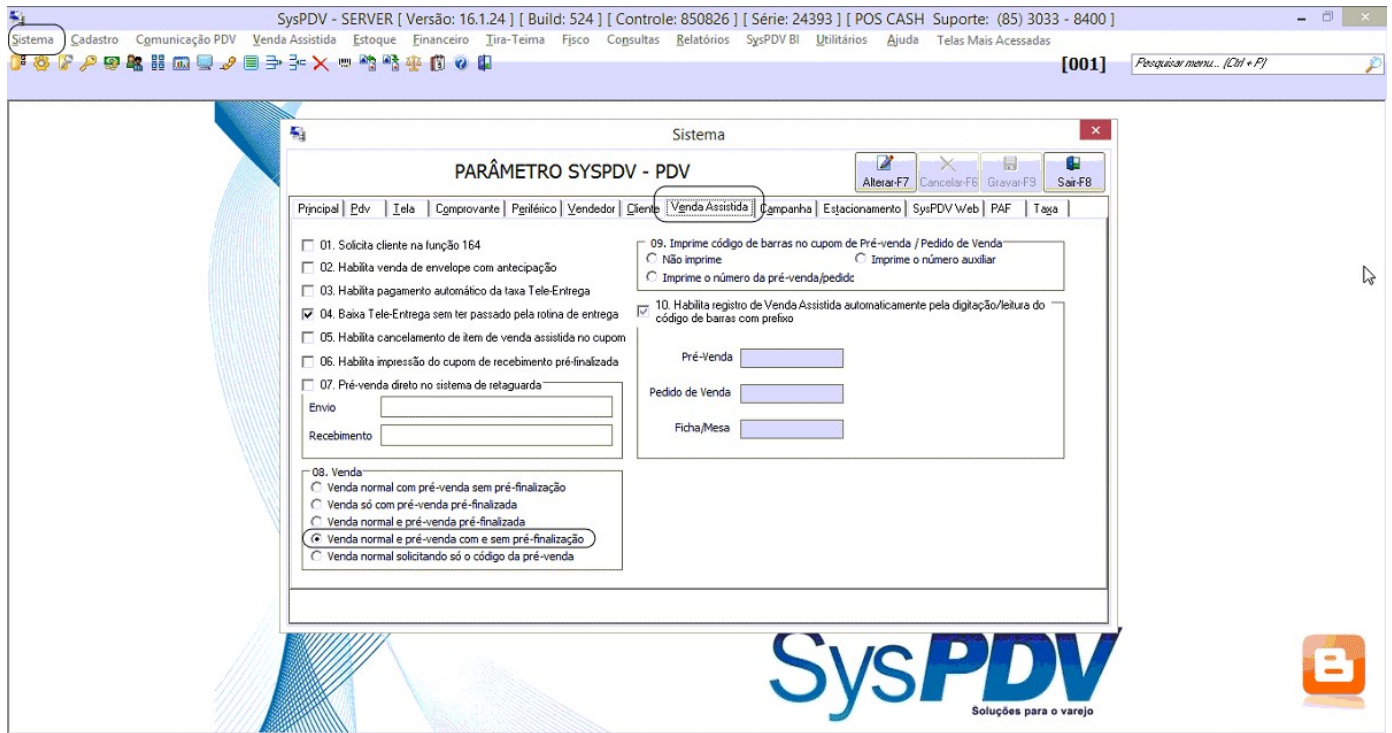 SysPDV - SERVER [ Versão: 16.1.24 ] [ Build: 524 ] [ Controle: 850826 ] [ Série: 24393 ] [ POS CASH Suporte: (85) 3033 - 8400 ]
Sistema Cadastro Comunicação PDV Venda Assistida Estoque Financeiro Tira-Teima Fisco Consultas Relatórios SysPDV BI Utilitários Ajuda Telas Mais Acessadas
[001] Pesquisar menu... (Ctrl + P)
Sistema
PARÂMETRO SYSPDV - PDV
Alterar-F7 Cancelar-F6 Gravar-F9 Sair-F8
Principal Pdv Tela Comprovante Periférico Vendedor Cliente Venda Assistida Campanha Estacionamento SysPDV Web PAF Taxa
01. Solicita cliente na função 164
02. Habilita venda de envelope com antecipação
03. Habilita pagamento automático da taxa Tele-Entrega
04. Baixa Tele-Entrega sem ter passado pela rotina de entrega
05. Habilita cancelamento de item de venda assistida no cupom
06. Habilita impressão do cupom de recebimento pré-finalizada
07. Pré-venda direto no sistema de retaguarda
Envio
Recebimento
08. Venda
Venda normal com pré-venda sem pré-finalização
Venda só com pré-venda pré-finalizada
Venda normal e pré-venda pré-finalizada
Venda normal e pré-venda com e sem pré-finalização
Venda normal solicitando só o código da pré-venda
09. Imprime código de barras no cupom de Pré-venda / Pedido de Venda
Não imprime Imprime o número auxiliar
Imprime o número da pré-venda/pedido
10. Habilita registro de Venda Assistida automaticamente pela digitação/leitura do
código de barras com prefixo
Pré-Venda
Pedido de Venda
Ficha/Mesa
SysPDV
Soluções para o varejo